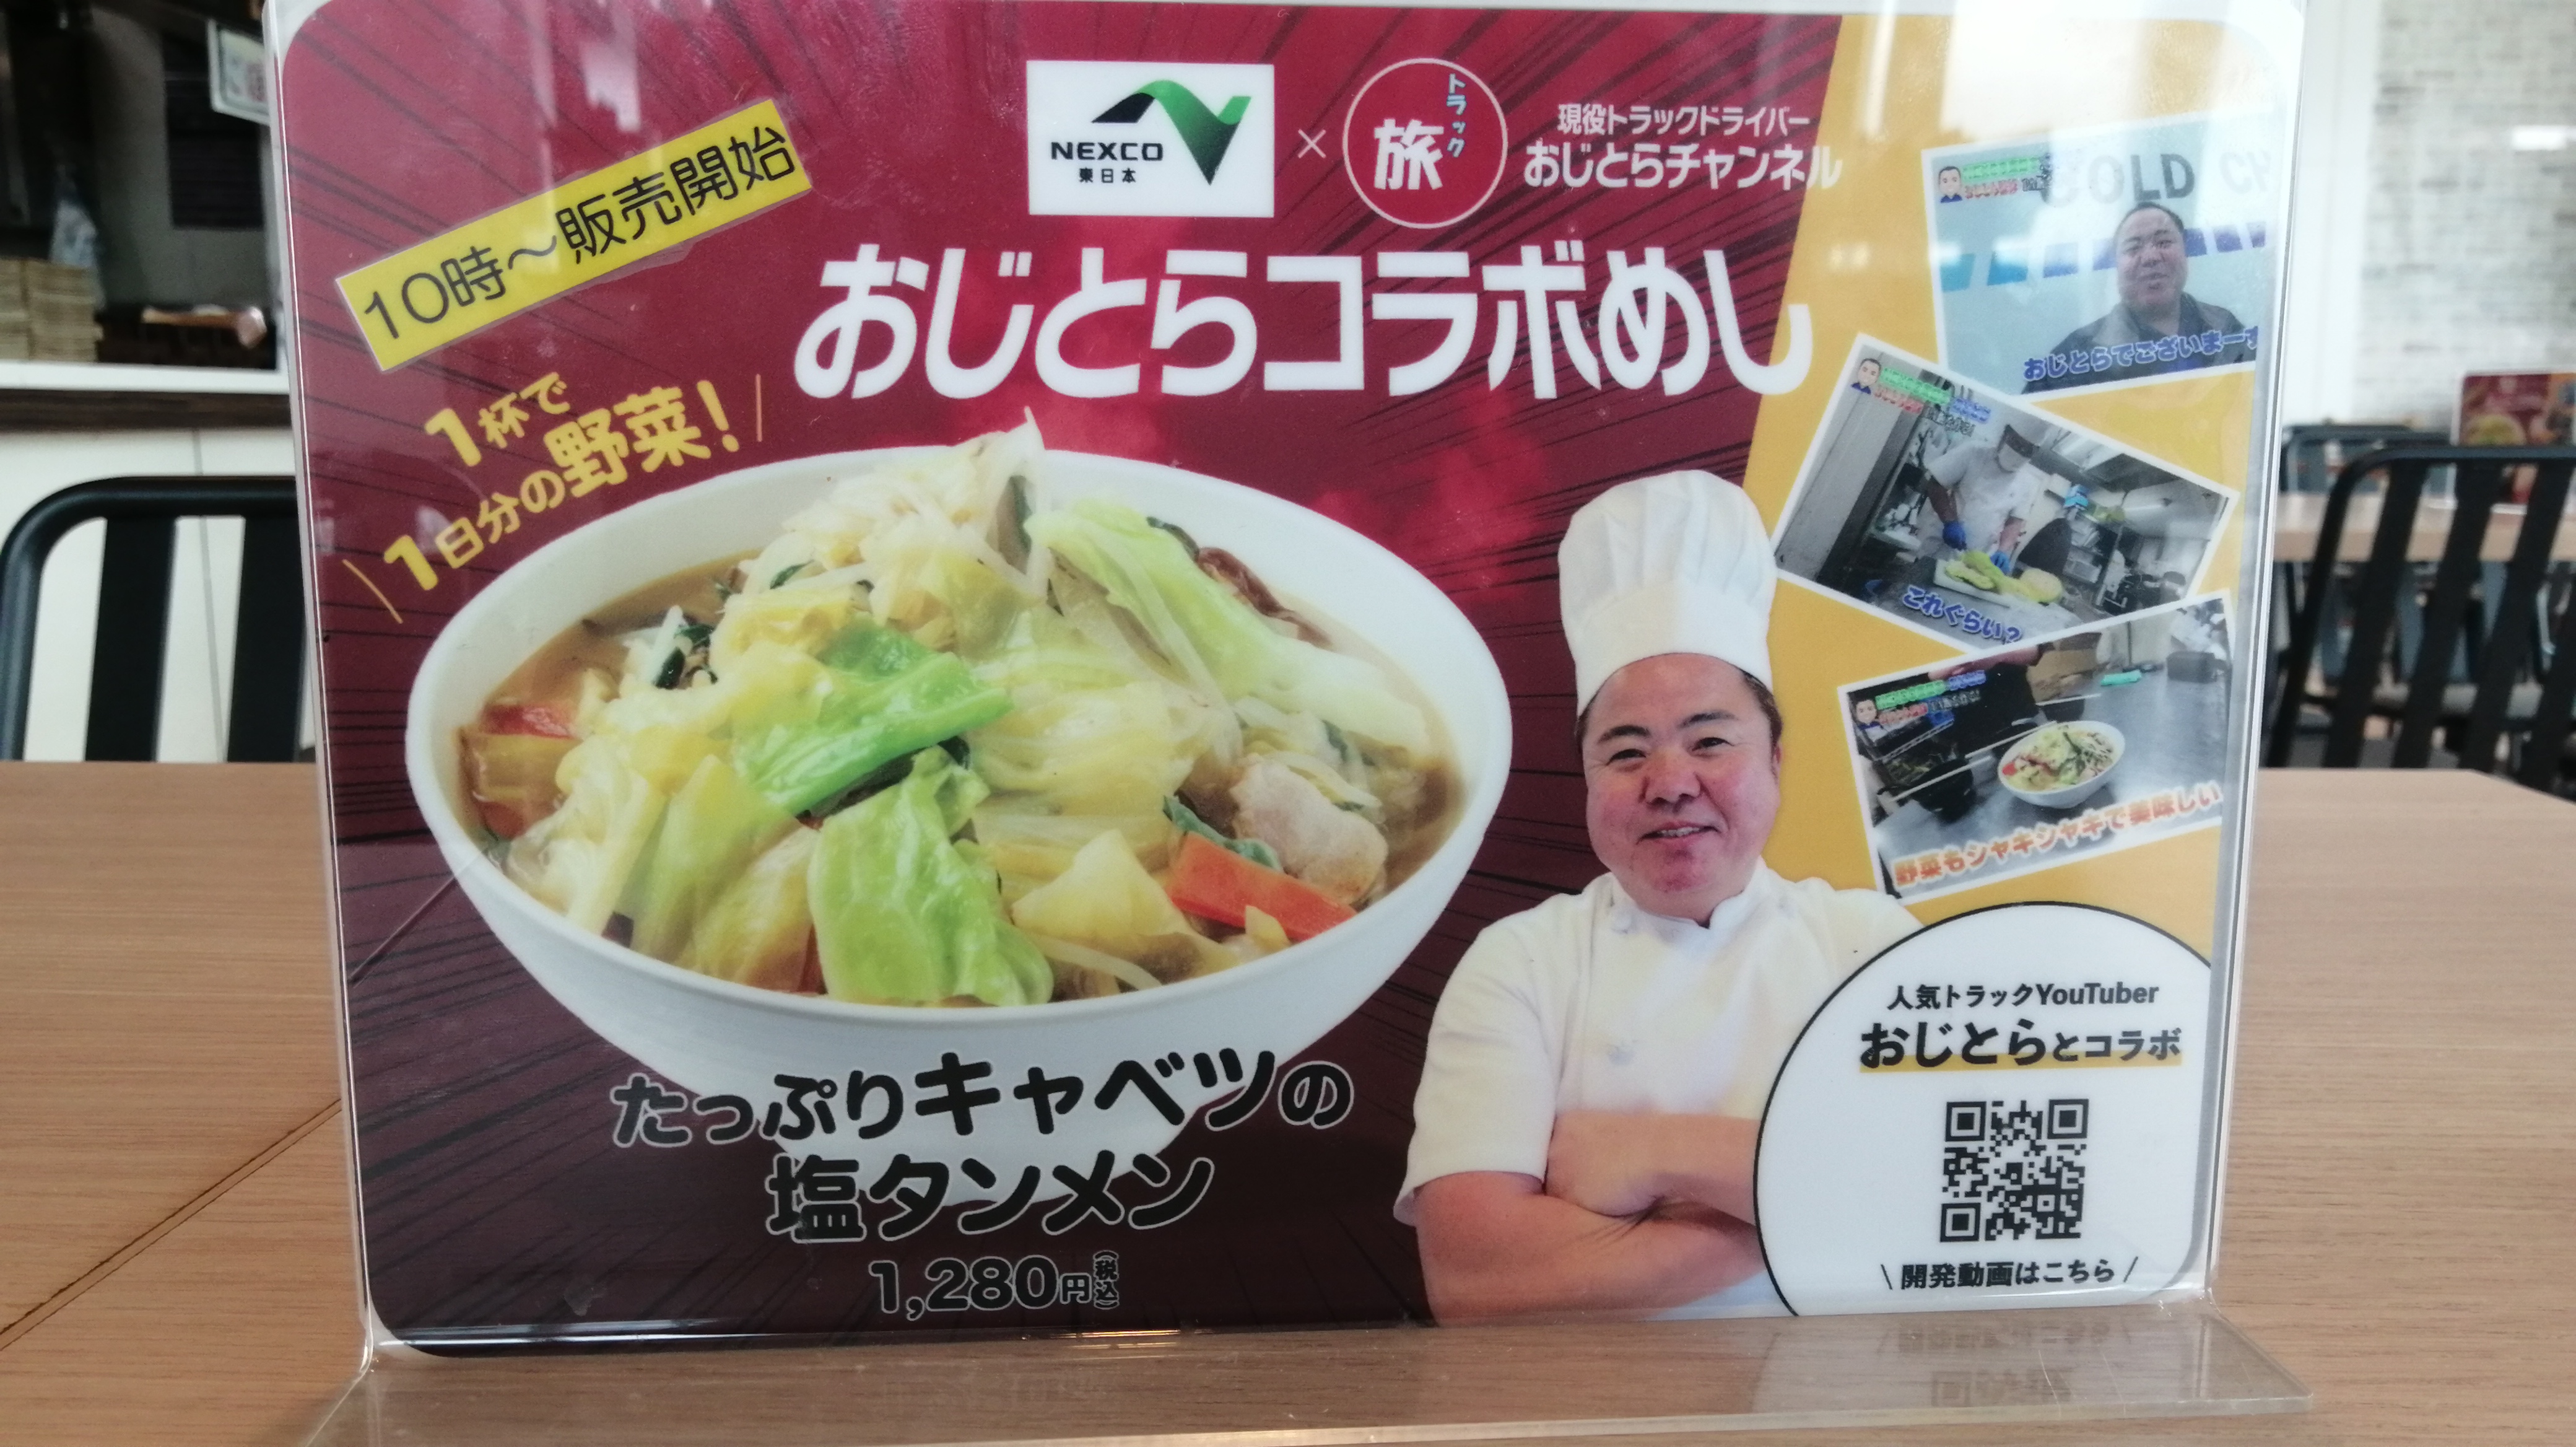 NEXCO
東日本
×
トラック
旅
現役トラックドライバー
おじとらチャンネル
10時～販売開始
おじとらコラボめし
1杯で
1日分の野菜!
COLD CH
おじとらでございまーす
これぐらい?
野菜もシャキシャキで美味しい
たっぷりキャベツの
塩タンメン
1,280円(税込)
人気トラックYouTuber
おじとらとコラボ
\ 開発動画はこちら /